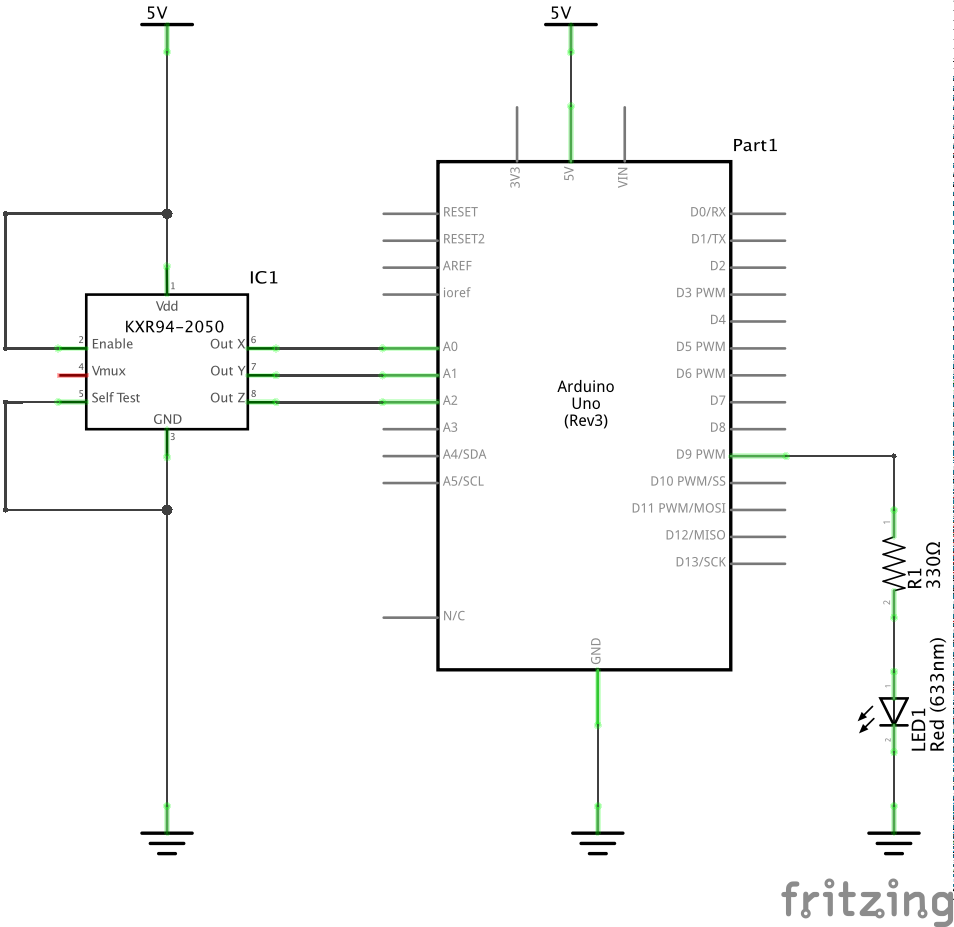 5V
5V
Part1
3V3
5V
VIN
RESET
RESET2
AREF
ioref
A0
A1
A2
A3
A4/SDA
A5/SCL
N/C
D0/RX
D1/TX
D2
D3 PWM
D4
D5 PWM
D6 PWM
D7
D8
D9 PWM
D10 PWM/SS
D11 PWM/MOSI
D12/MISO
D13/SCK
GND
Arduino
Uno
(Rev3)
IC1
1
Vdd
KXR94-2050
2
Enable
Out X
6
4
Vmux
Out Y
7
5
Self Test
Out Z
8
GND
3
1
2
R1
330Ω
1
2
LED1
Red (633nm)
fritzing